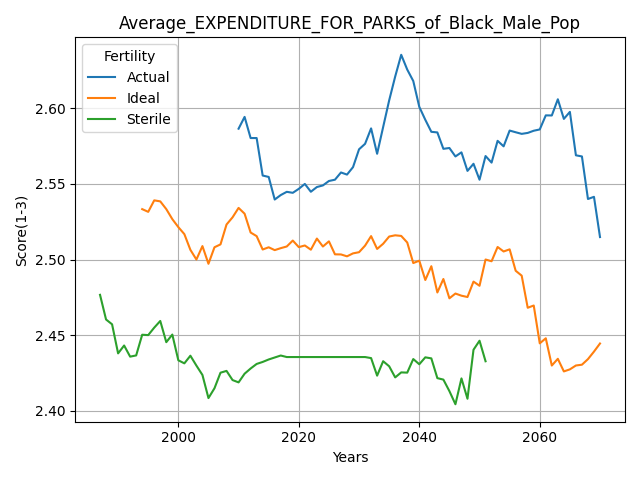 Average_EXPENDITURE_FOR_PARKS_of_Black_Male_Pop
Fertility
Actual
Ideal
Sterile
Score(1-3)
2.60
2.55
2.50
2.45
2.40
2000 2020 2040 2060
Years